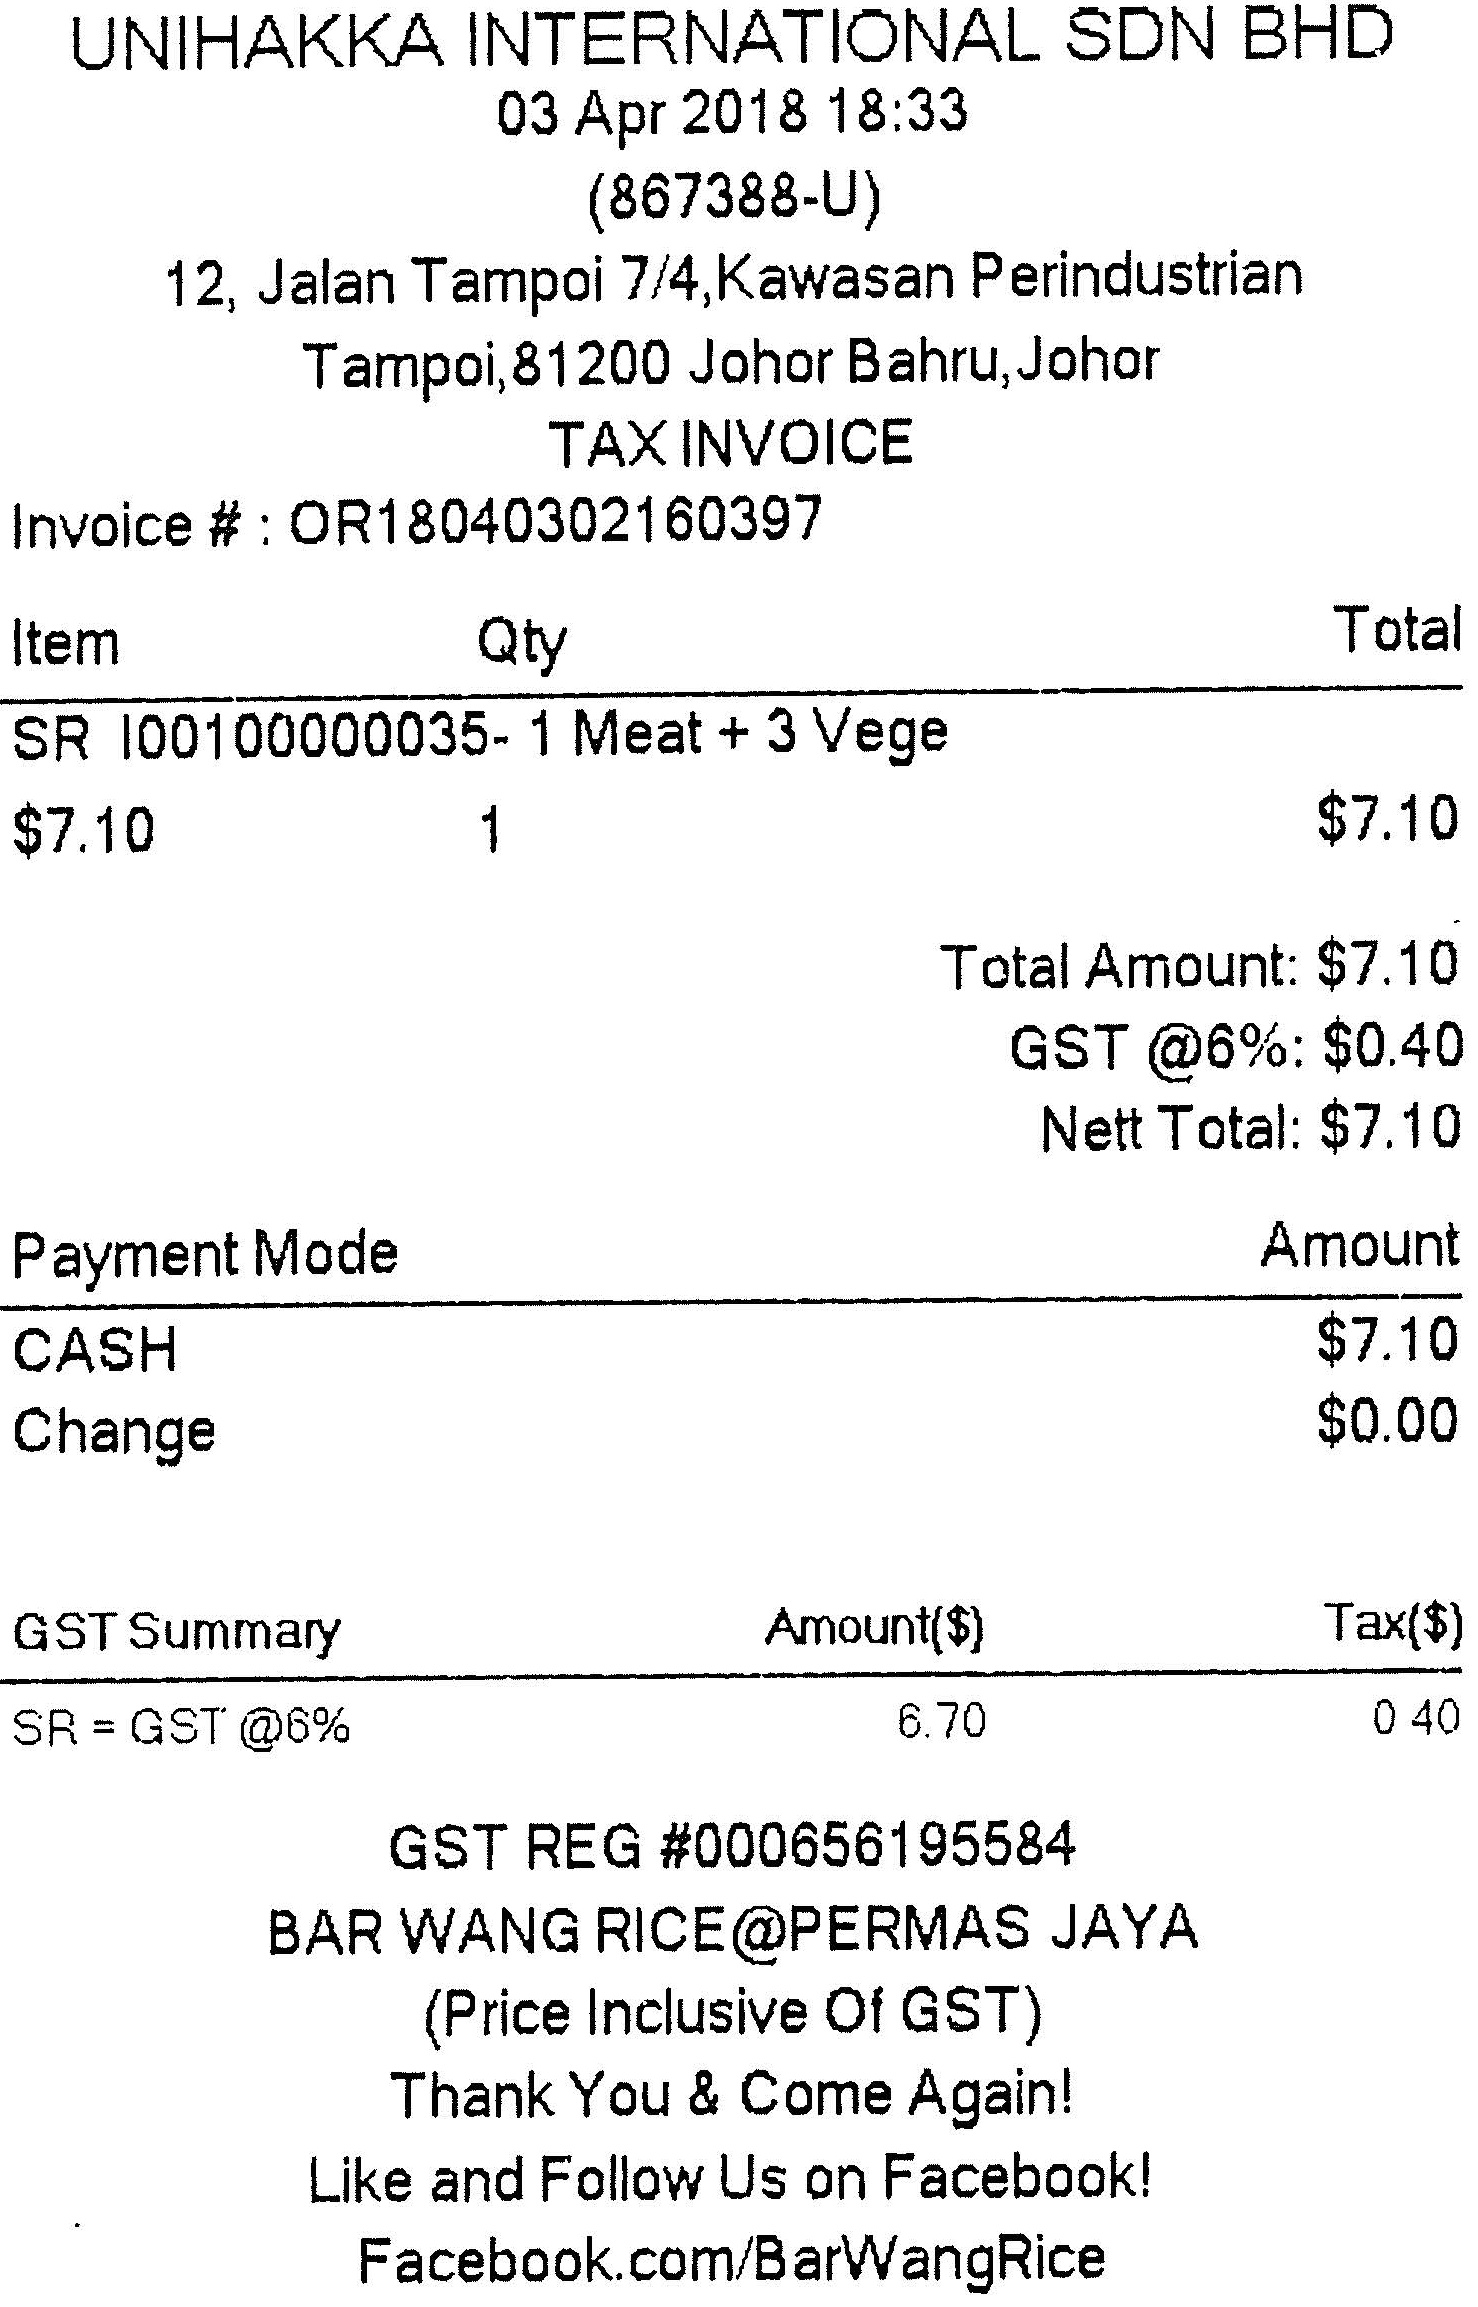 UNIHAKKA INTERNATIONAL SDN BHD
03 Apr 2018 18:33
(867388-U)
12, Jalan Tampoi 7/4,Kawasan Perindustrian
Tampoi,81200 Johor Bahru,Johor
TAX INVOICE
Invoice # : OR18040302160397
Item Qty Total
SR I00100000035- 1 Meat + 3 Vege
$7.10 1 $7.10
Total Amount: $7.10
GST @6%: $0.40
Nett Total: $7.10
Payment Mode Amount
CASH $7.10
Change $0.00
GST Summary Amount($) Tax($)
SR = GST @6% 6.70 0.40
GST REG #000656195584
BAR WANG RICE@PERMAS JAYA
(Price Inclusive Of GST)
Thank You & Come Again!
Like and Follow Us on Facebook!
Facebook.com/BarWangRice